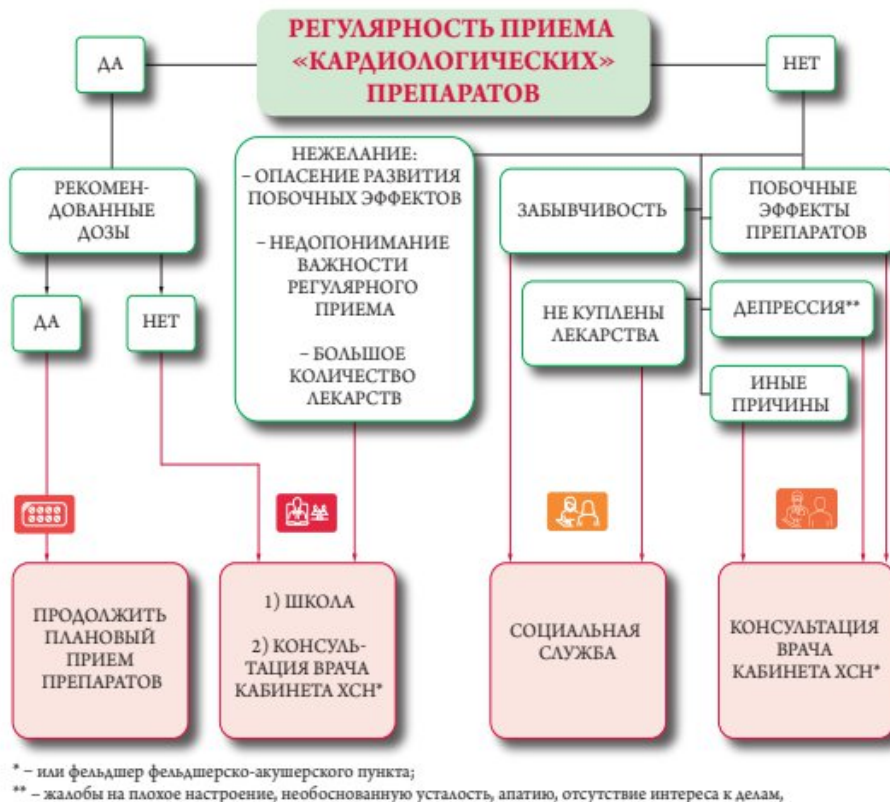 РЕГУЛЯРНОСТЬ ПРИЕМА
«КАРДИОЛОГИЧЕСКИХ»
ПРЕПАРАТОВ
ДА
НЕТ
РЕКОМЕН-
ДОВАННЫЕ
ДОЗЫ
ДА
НЕТ
НЕЖЕЛАНИЕ:
– ОПАСЕНИЕ РАЗВИТИЯ
ПОБОЧНЫХ ЭФФЕКТОВ
– НЕДОПОНИМАНИЕ
ВАЖНОСТИ
РЕГУЛЯРНОГО
ПРИЕМА
– БОЛЬШОЕ
КОЛИЧЕСТВО
ЛЕКАРСТВ
ЗАБЫВЧИВОСТЬ
НЕ КУПЛЕНЫ
ЛЕКАРСТВА
ПОБОЧНЫЕ
ЭФФЕКТЫ
ПРЕПАРАТОВ
ДЕПРЕССИЯ**
ИНЫЕ
ПРИЧИНЫ
ПРОДОЛЖИТЬ
ПЛАНОВЫЙ
ПРИЕМ
ПРЕПАРАТОВ
1) ШКОЛА
2) КОНСУЛЬ-
ТАЦИЯ ВРАЧА
КАБИНЕТА ХСН*
СОЦИАЛЬНАЯ
СЛУЖБА
КОНСУЛЬТАЦИЯ
ВРАЧА
КАБИНЕТА ХСН*
* – или фельдшер фельдшерско-акушерского пункта;
** – жалобы на плохое настроение, необоснованную усталость, апатию, отсутствие интереса к делам,